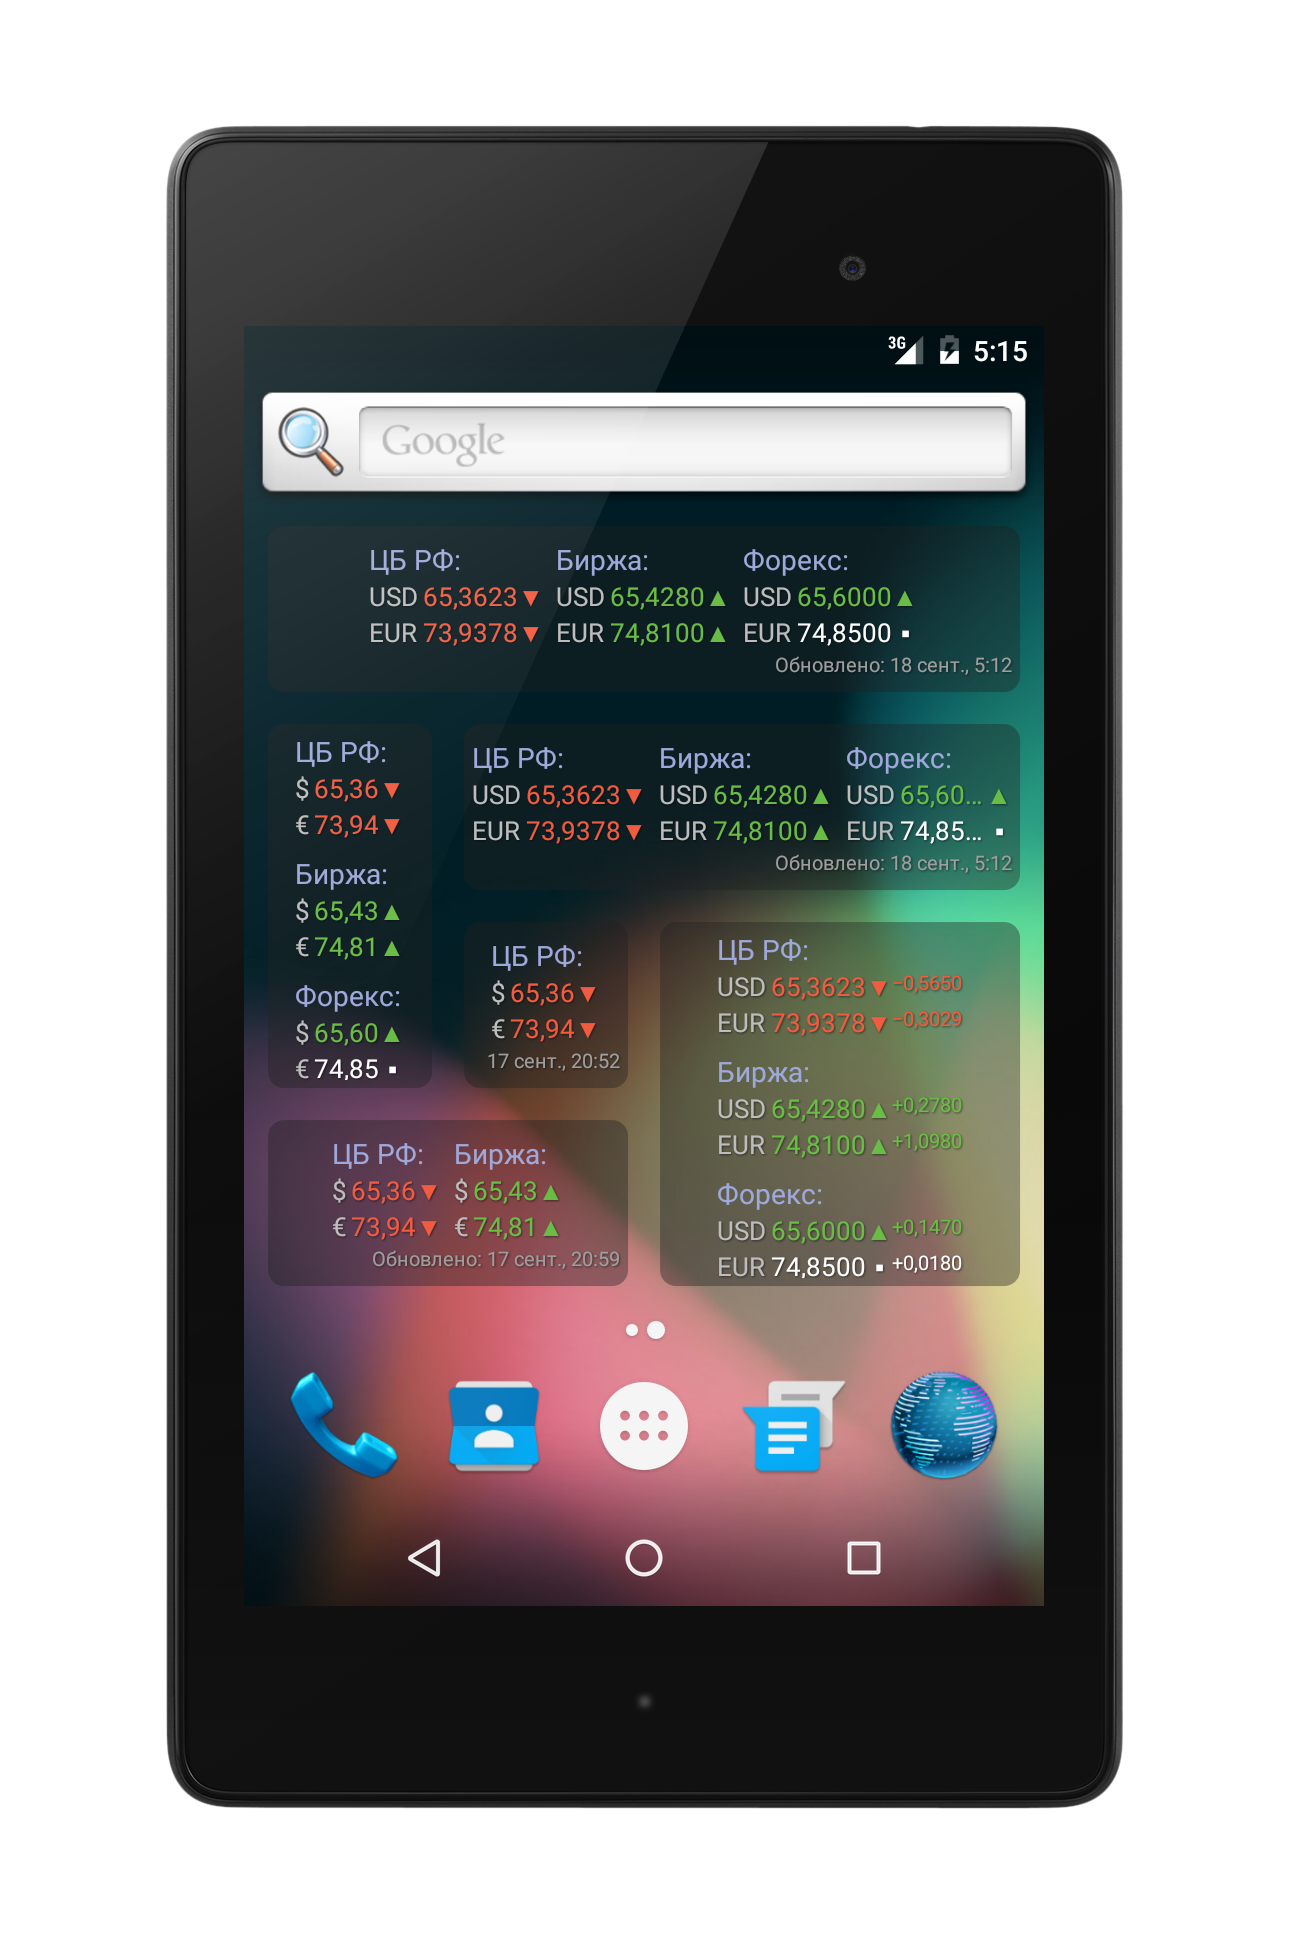 3G 5:15
Google
ЦБ РФ: Биржа: Форекс:
USD 65,3623 ▼ USD 65,4280 ▲ USD 65,6000 ▲
EUR 73,9378 ▼ EUR 74,8100 ▲ EUR 74,8500 ▪
Обновлено: 18 сент., 5:12
ЦБ РФ:
$ 65,36 ▼
€ 73,94 ▼
Биржа:
$ 65,43 ▲
€ 74,81 ▲
Форекс:
$ 65,60 ▲
€ 74,85 ▪
ЦБ РФ: Биржа: Форекс:
USD 65,3623 ▼ USD 65,4280 ▲ USD 65,60... ▲
EUR 73,9378 ▼ EUR 74,8100 ▲ EUR 74,85... ▪
Обновлено: 18 сент., 5:12
ЦБ РФ:
$ 65,36 ▼
€ 73,94 ▼
17 сент., 20:52
ЦБ РФ:
USD 65,3623 ▼ −0,5650
EUR 73,9378 ▼ −0,3029
Биржа:
USD 65,4280 ▲ +0,2780
EUR 74,8100 ▲ +1,0980
Форекс:
USD 65,6000 ▲ +0,1470
EUR 74,8500 ▪ +0,0180
ЦБ РФ: Биржа:
$ 65,36 ▼ $ 65,43 ▲
€ 73,94 ▼ € 74,81 ▲
Обновлено: 17 сент., 20:59